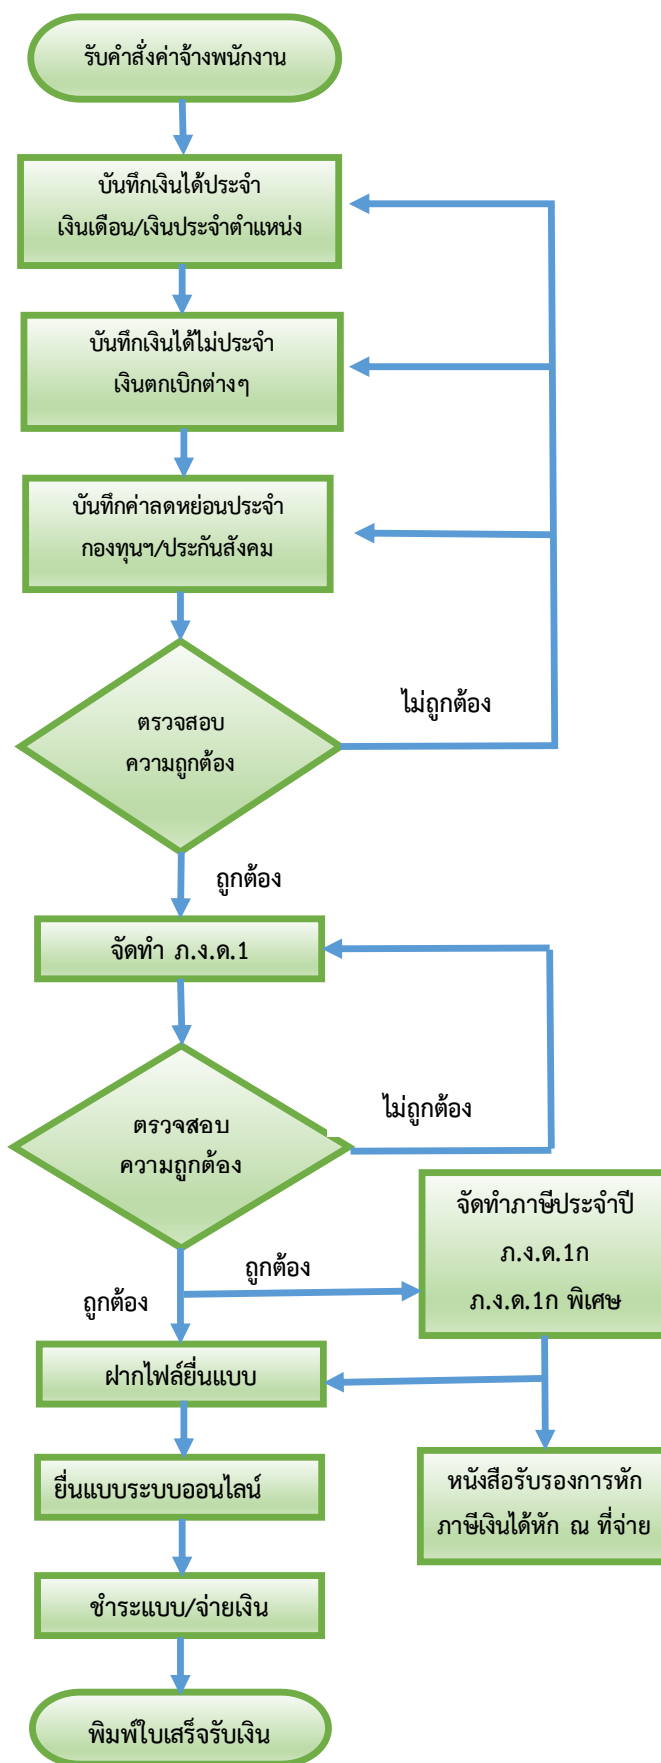 รับคำสั่งค่าจ้างพนักงาน
บันทึกเงินได้ประจำ
เงินเดือน/เงินประจำตำแหน่ง
บันทึกเงินได้ไม่ประจำ
เงินตกเบิกต่างๆ
บันทึกค่าลดหย่อนประจำ
กองทุนฯ/ประกันสังคม
ไม่ถูกต้อง
ตรวจสอบ
ความถูกต้อง
ถูกต้อง
จัดทำ ภ.ง.ด.1
ไม่ถูกต้อง
ตรวจสอบ
ความถูกต้อง
จัดทำภาษีประจำปี
ภ.ง.ด.1ก
ภ.ง.ด.1ก พิเศษ
ถูกต้อง
ถูกต้อง
ฝากไฟล์ยื่นแบบ
ยื่นแบบระบบออนไลน์
หนังสือรับรองการหัก
ภาษีเงินได้หัก ณ ที่จ่าย
ชำระแบบ/จ่ายเงิน
พิมพ์ใบเสร็จรับเงิน